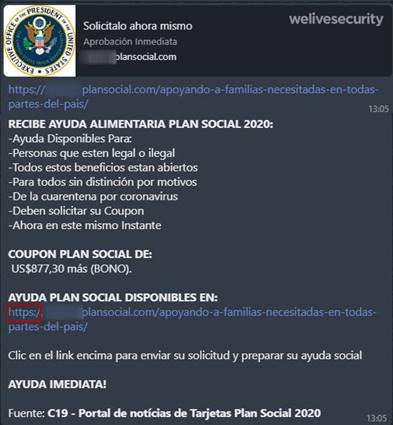 Solicitalo ahora mismo
welivesecurity
Aprobación Inmediata
plansocial.com
EXECUTIVE OFFICE OF THE PRESIDENT OF THE UNITED STATES
https:// plansocial.com/apoyando-a-familias-necesitadas-en-todas-
partes-del-pais/
13:05
RECIBE AYUDA ALIMENTARIA PLAN SOCIAL 2020:
-Ayuda Disponibles Para:
-Personas que esten legal o ilegal
-Todos estos beneficios estan abiertos
-Para todos sin distinción por motivos
-De la cuarentena por coronavirus
-Deben solicitar su Coupon
-Ahora en este mismo Instante
COUPON PLAN SOCIAL DE:
US$877,30 más (BONO).
AYUDA PLAN SOCIAL DISPONIBLES EN:
https:/ plansocial.com/apoyando-a-familias-necesitadas-en-todas-
partes-del-pais/
Clic en el link encima para enviar su solicitud y preparar su ayuda social
AYUDA IMEDIATA!
Fuente: C19 - Portal de notícias de Tarjetas Plan Social 2020
13:05